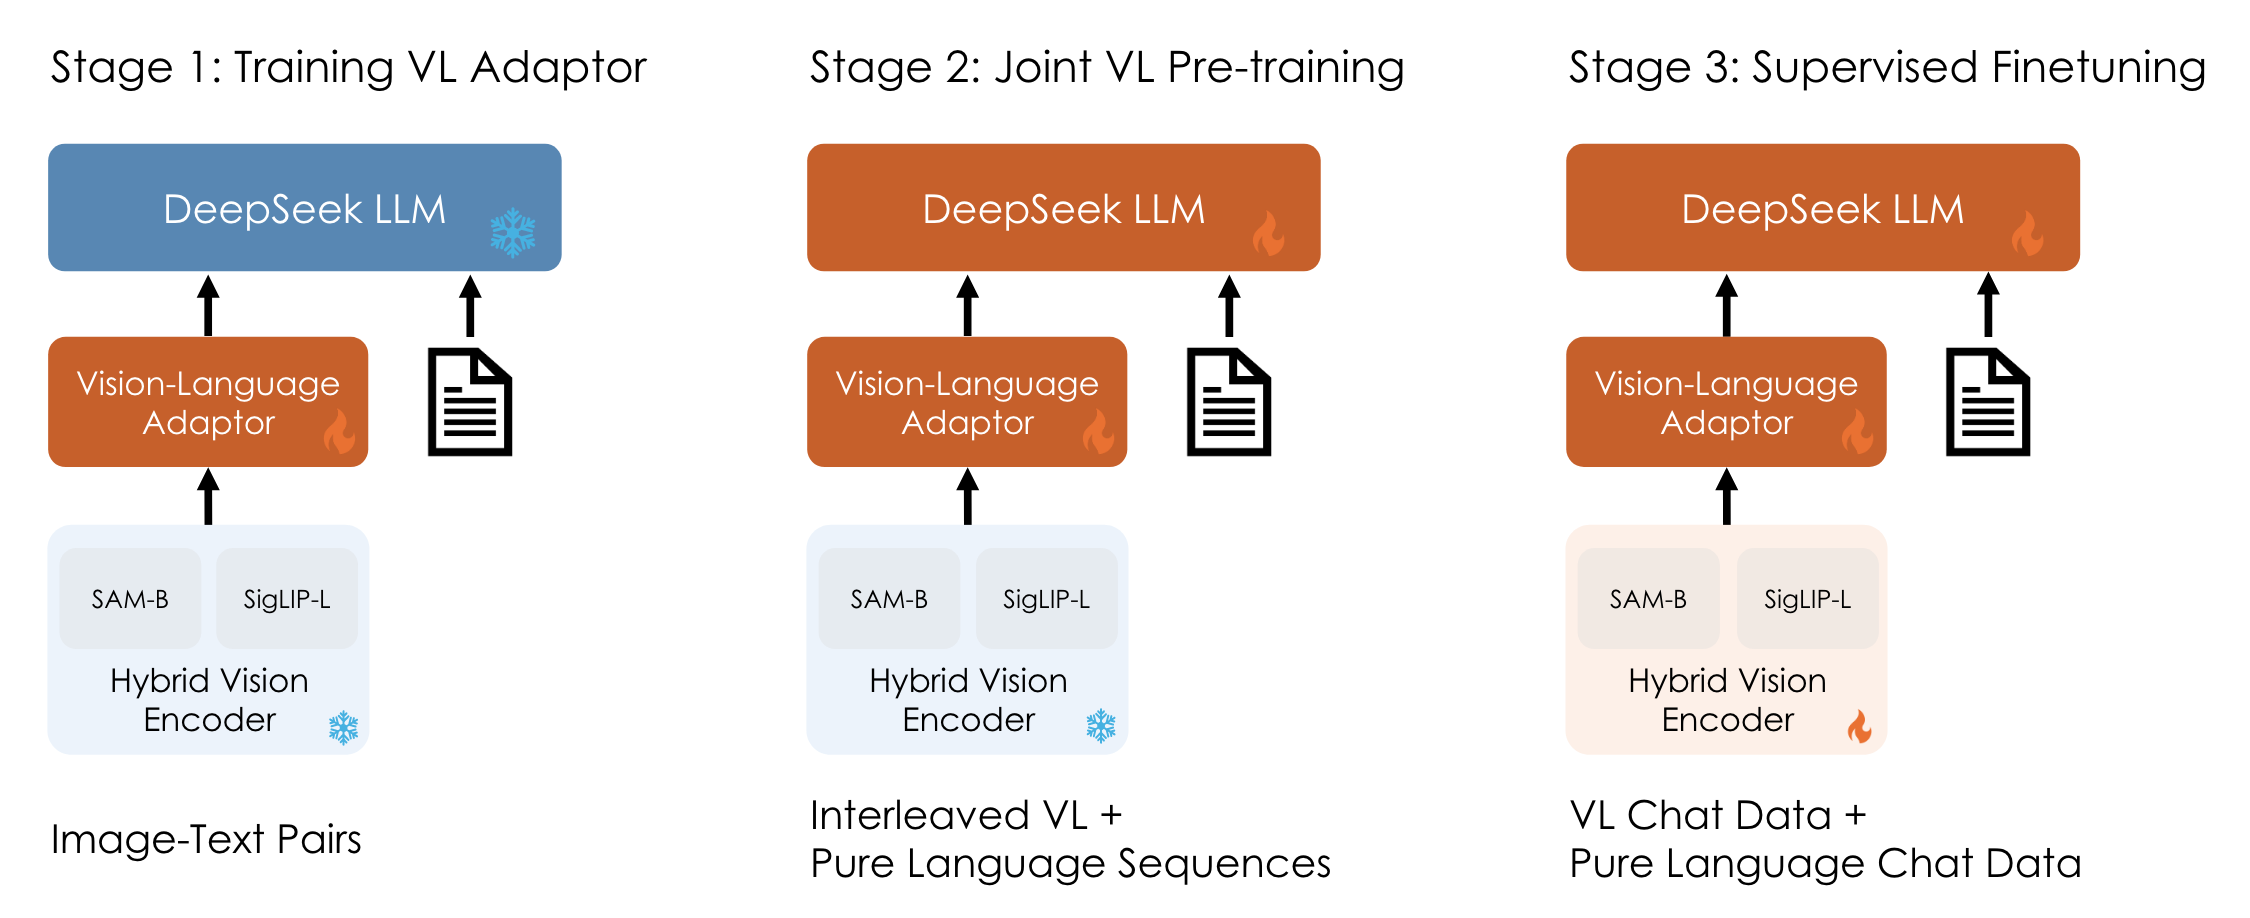 Stage 1: Training VL Adaptor
DeepSeek LLM
Vision-Language
Adaptor
SAM-B
SigLIP-L
Hybrid Vision
Encoder
Image-Text Pairs
Stage 2: Joint VL Pre-training
DeepSeek LLM
Vision-Language
Adaptor
SAM-B
SigLIP-L
Hybrid Vision
Encoder
Interleaved VL +
Pure Language Sequences
Stage 3: Supervised Finetuning
DeepSeek LLM
Vision-Language
Adaptor
SAM-B
SigLIP-L
Hybrid Vision
Encoder
VL Chat Data +
Pure Language Chat Data